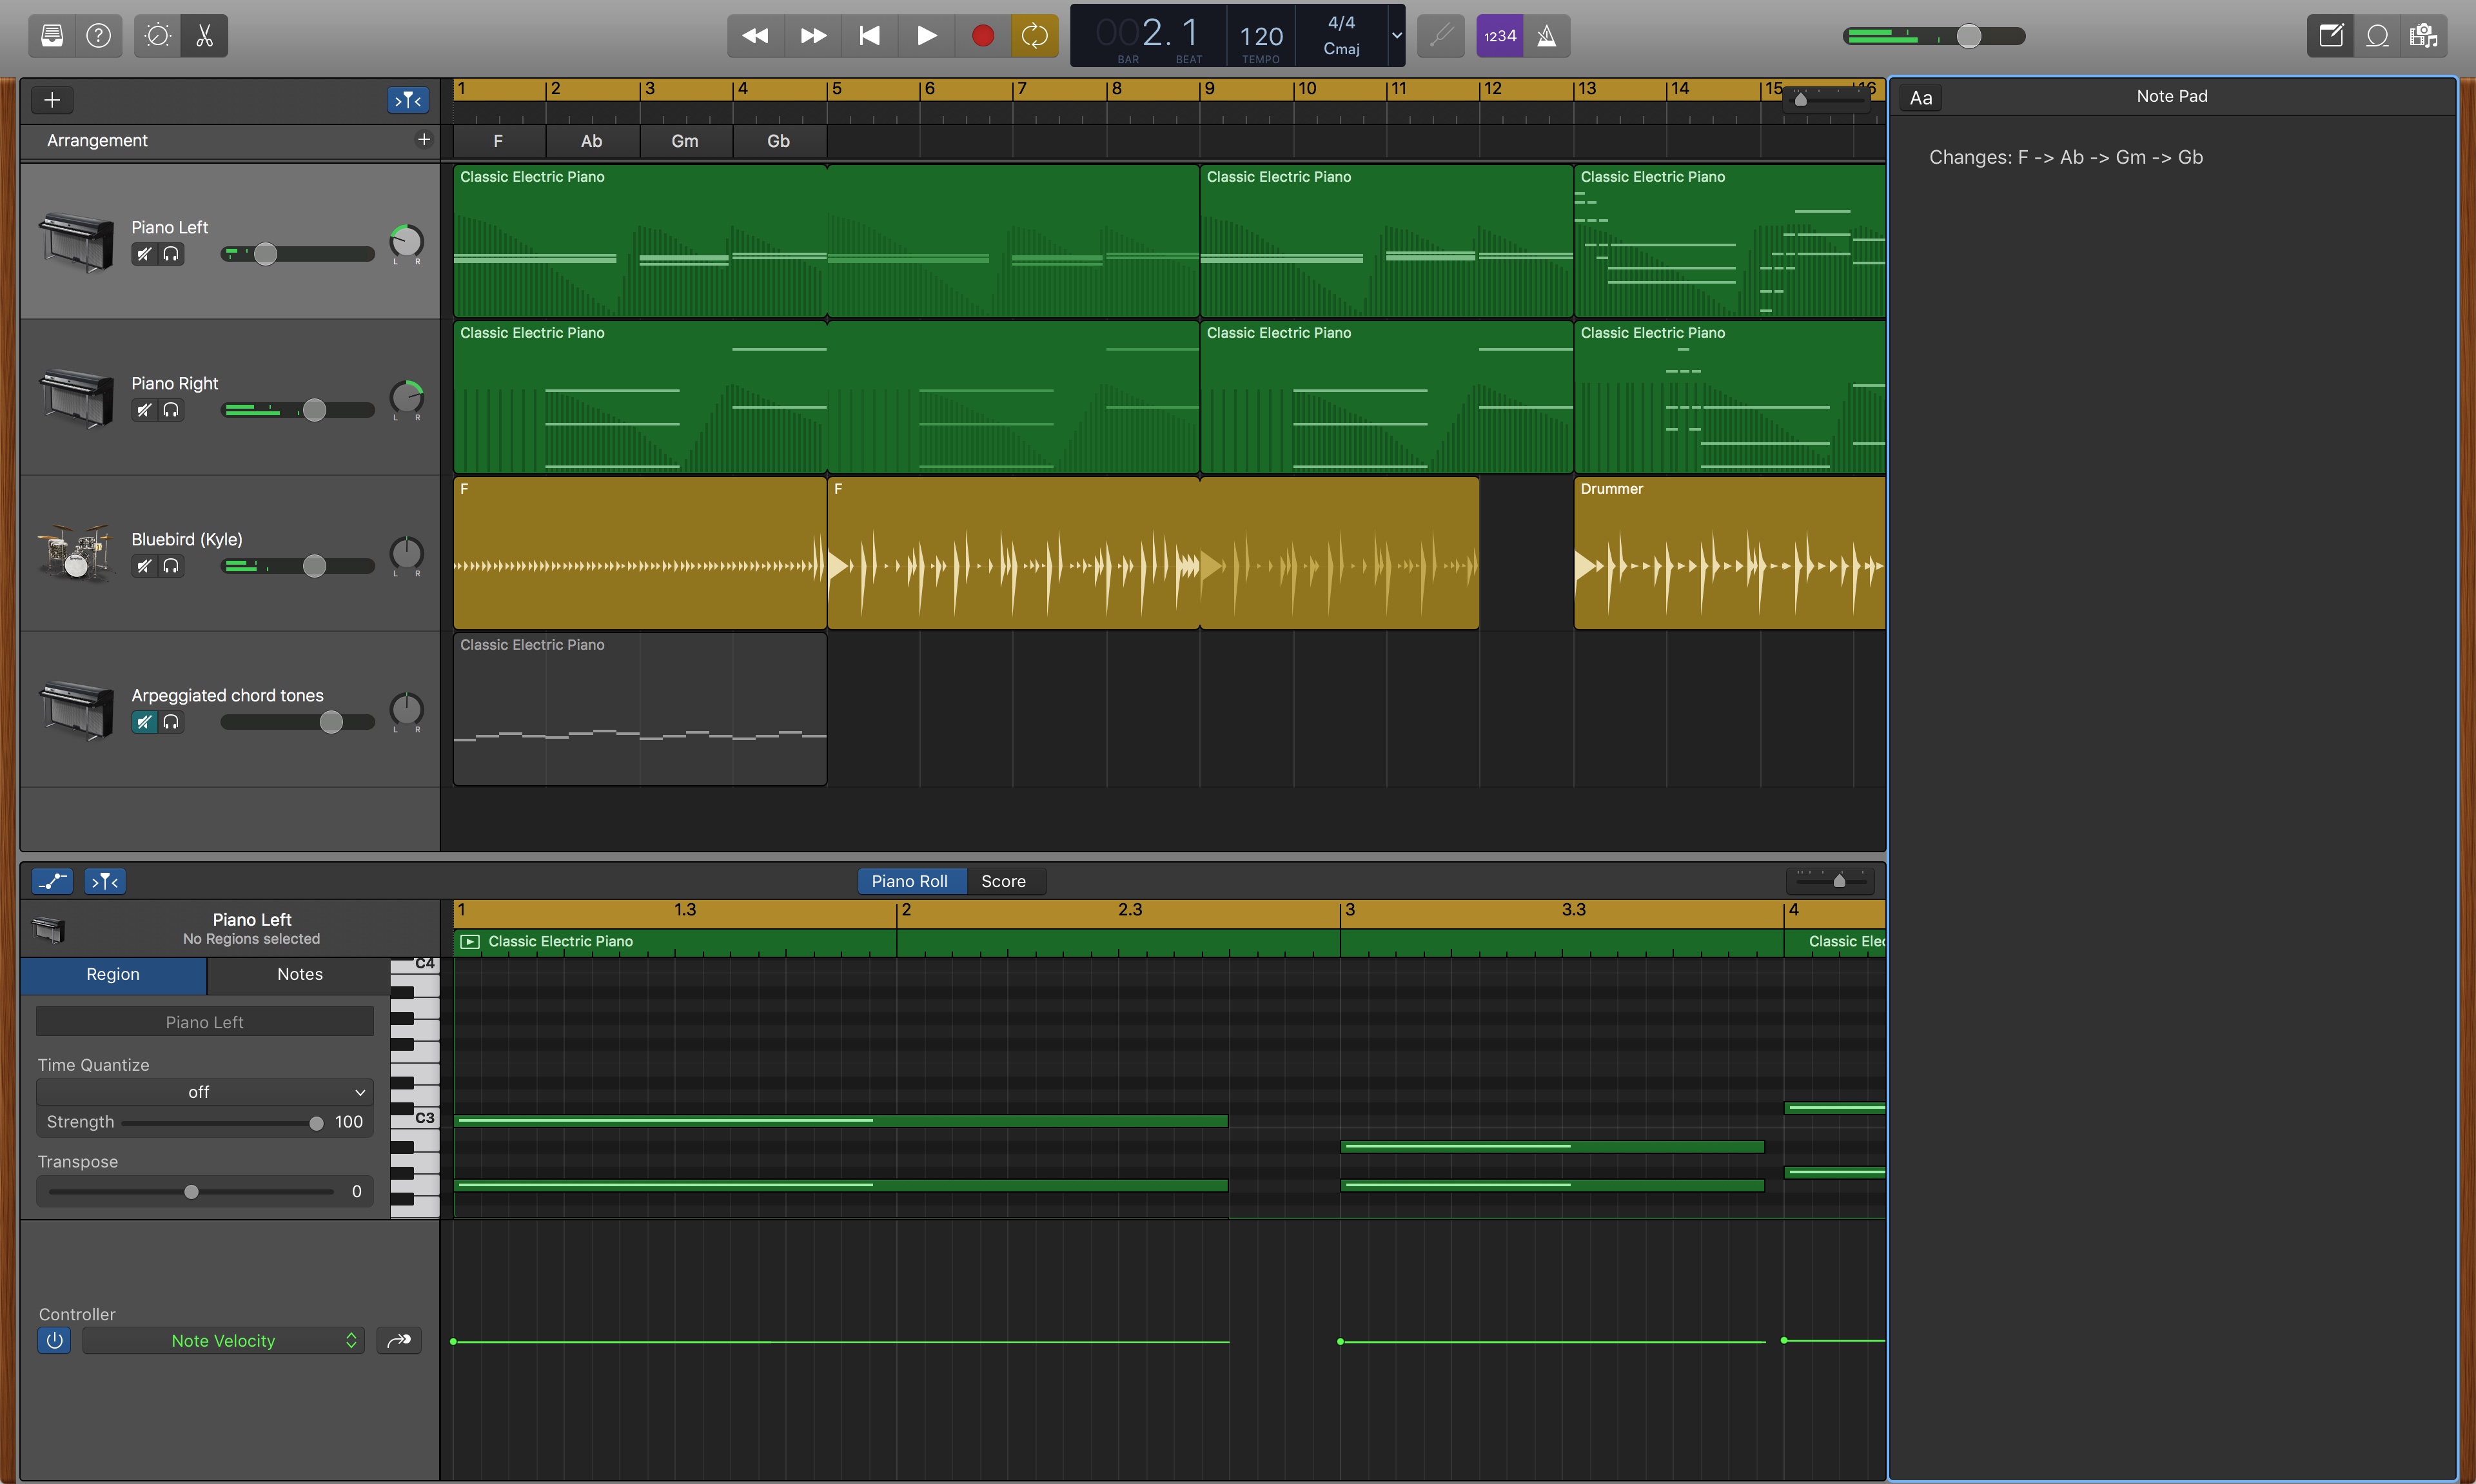 002. 1
120
4/4
Cmaj
BAR
BEAT
TEMPO
1234
1 2 3 4 5 6 7 8 9 10 11 12 13 14 15 16
Aa
Note Pad
Arrangement
F
Ab
Gm
Gb
Changes: F -> Ab -> Gm -> Gb
Classic Electric Piano
Classic Electric Piano
Classic Electric Piano
Piano Left
L R
Classic Electric Piano
Classic Electric Piano
Classic Electric Piano
Piano Right
L R
F
F
Drummer
Bluebird (Kyle)
L R
Classic Electric Piano
Arpeggiated chord tones
L R
Piano Roll
Score
Piano Left
No Regions selected
1 1.3 2 2.3 3 3.3 4
Classic Electric Piano
Classic Elec
Region
Notes
C4
Piano Left
Time Quantize
off
Strength
100
C3
Transpose
0
Controller
Note Velocity